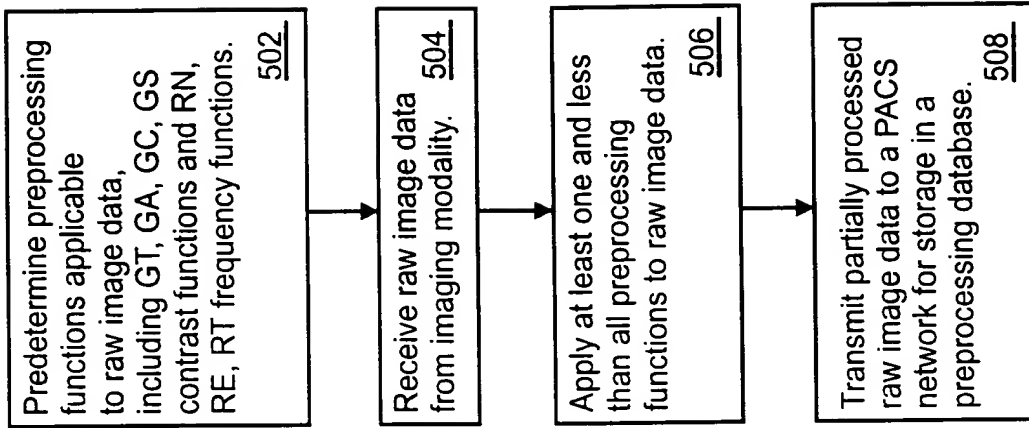 Predetermine preprocessing
functions applicable
to raw image data,
including GT, GA, GC, GS
contrast functions and RN,
RE, RT frequency functions.
502
Receive raw image data
from imaging modality.
504
Apply at least one and less
than all preprocessing
functions to raw image data.
506
Transmit partially processed
raw image data to a PACS
network for storage in a
preprocessing database.
508